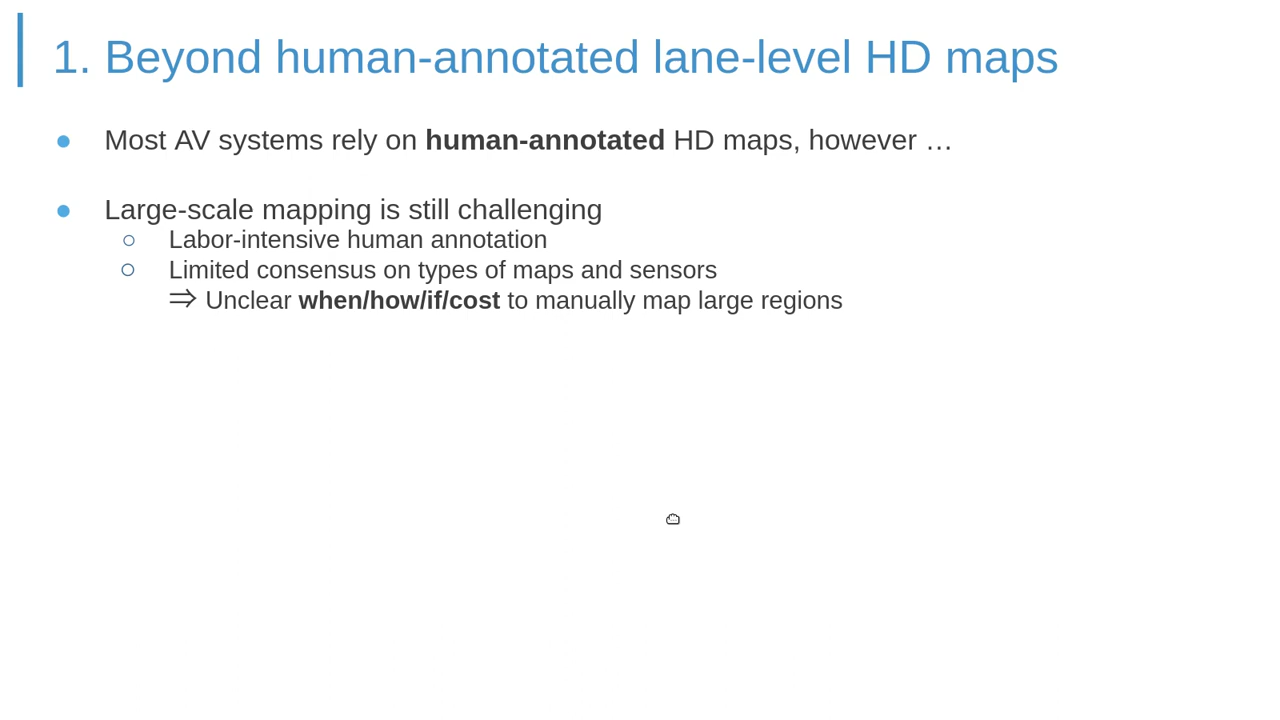 1. Beyond human-annotated lane-level HD maps
● Most AV systems rely on human-annotated HD maps, however …
● Large-scale mapping is still challenging
○ Labor-intensive human annotation
○ Limited consensus on types of maps and sensors
⇒ Unclear when/how/if/cost to manually map large regions